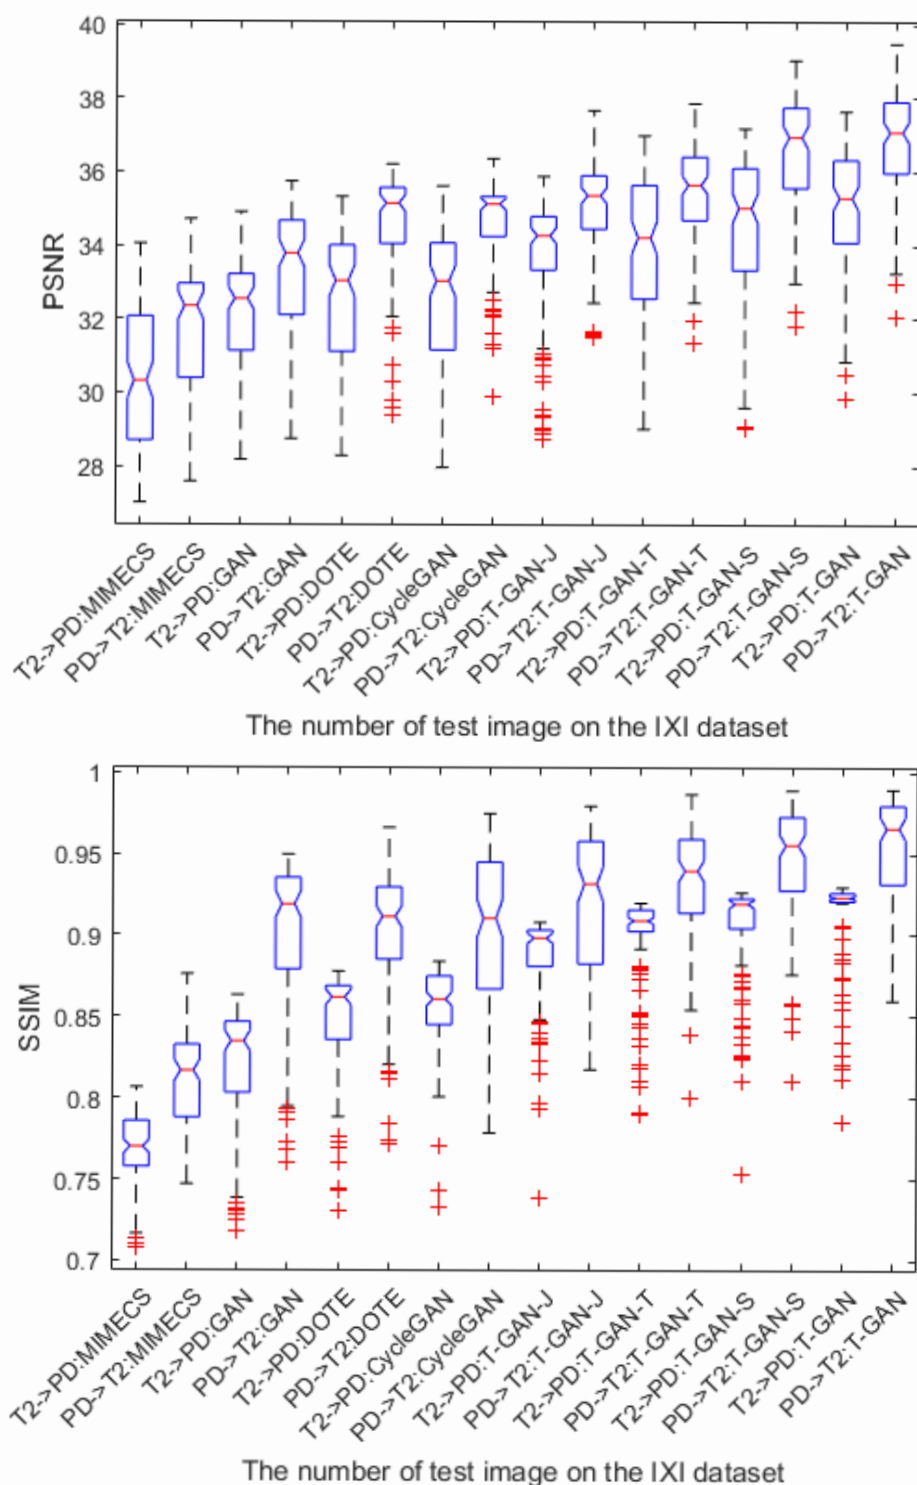 40
38
36
34
32
30
28
PSNR
T2->PD:MIMECS
PD->T2:MIMECS
T2->PD:GAN
PD->T2:GAN
T2->PD:DOTE
PD->T2:DOTE
T2->PD:CycleGAN
PD->T2:CycleGAN
T2->PD:T-GAN-J
PD->T2:T-GAN-J
T2->PD:T-GAN-T
PD->T2:T-GAN-T
T2->PD:T-GAN-S
PD->T2:T-GAN-S
T2->PD:T-GAN
PD->T2:T-GAN
The number of test image on the IXI dataset
1
0.95
0.9
0.85
0.8
0.75
0.7
SSIM
T2->PD:MIMECS
PD->T2:MIMECS
T2->PD:GAN
PD->T2:GAN
T2->PD:DOTE
PD->T2:DOTE
T2->PD:CycleGAN
PD->T2:CycleGAN
T2->PD:T-GAN-J
PD->T2:T-GAN-J
T2->PD:T-GAN-T
PD->T2:T-GAN-T
T2->PD:T-GAN-S
PD->T2:T-GAN-S
T2->PD:T-GAN
PD->T2:T-GAN
The number of test image on the IXI dataset